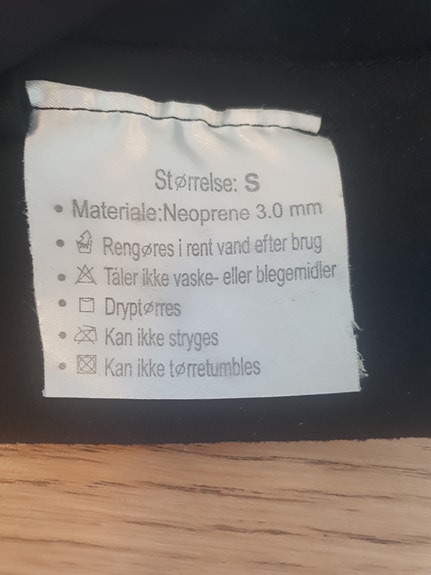 Størrelse: S
• Materiale:Neoprene 3.0 mm
• Rengøres i rent vand efter brug
• Tåler ikke vaske- eller blegemidler
• Dryptørres
• Kan ikke stryges
• Kan ikke tørretumbles